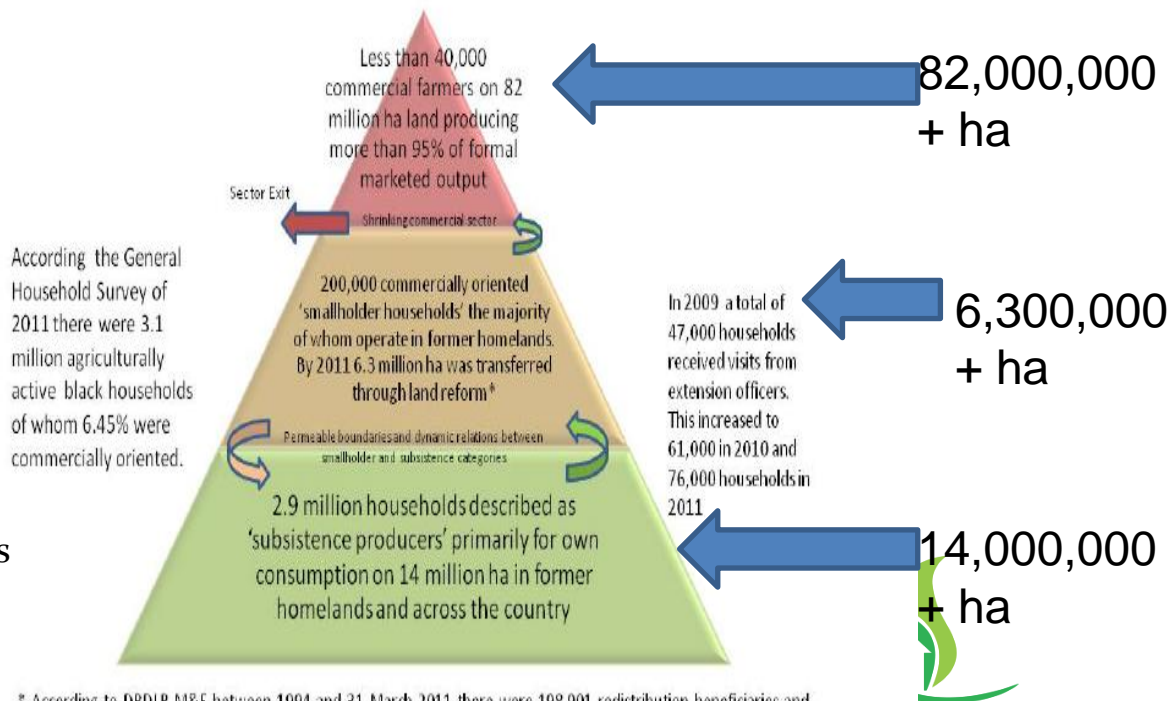 Less than 40,000
commercial farmers on 82
million ha land producing
more than 95% of formal
marketed output
82,000,000
+ ha
Sector Exit
Shrinking commercial sector
According the General
Household Survey of
2011 there were 3.1
million agriculturally
active black households
of whom 6.45% were
commercially oriented.
200,000 commercially oriented
'smallholder households' the majority
of whom operate in former homelands.
By 2011 6.3 million ha was transferred
through land reform*
Permeable boundaries and dynamic relations between
smallholder and subsistence categories
In 2009 a total of
47,000 households
received visits from
extension officers.
This increased to
61,000 in 2010 and
76,000 households in
2011
6,300,000
+ ha
s
2.9 million households described as
'subsistence producers' primarily for own
consumption on 14 million ha in former
homelands and across the country
14,000,000
+ ha
* According to DRDLR M&E between 1994 and 31 March 2011 there were 198,991 redistribution beneficiaries and